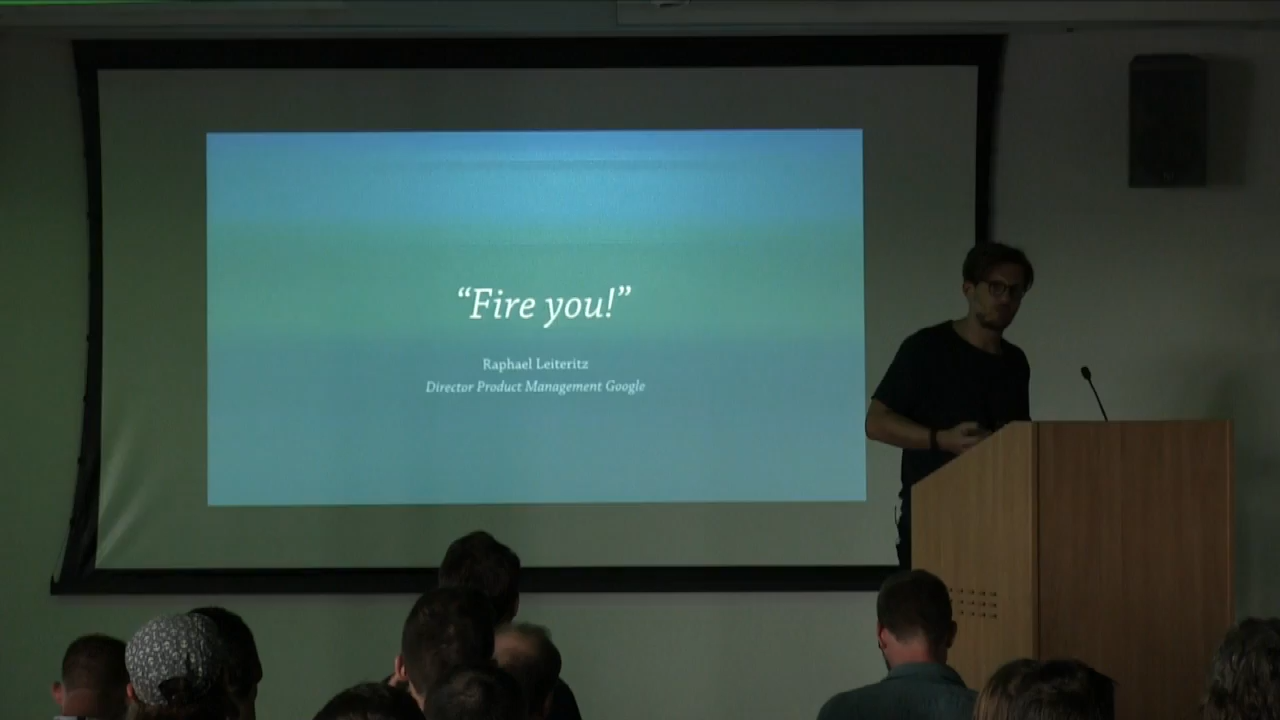 “Fire you!”
Raphael Leiteritz
Director Product Management Google